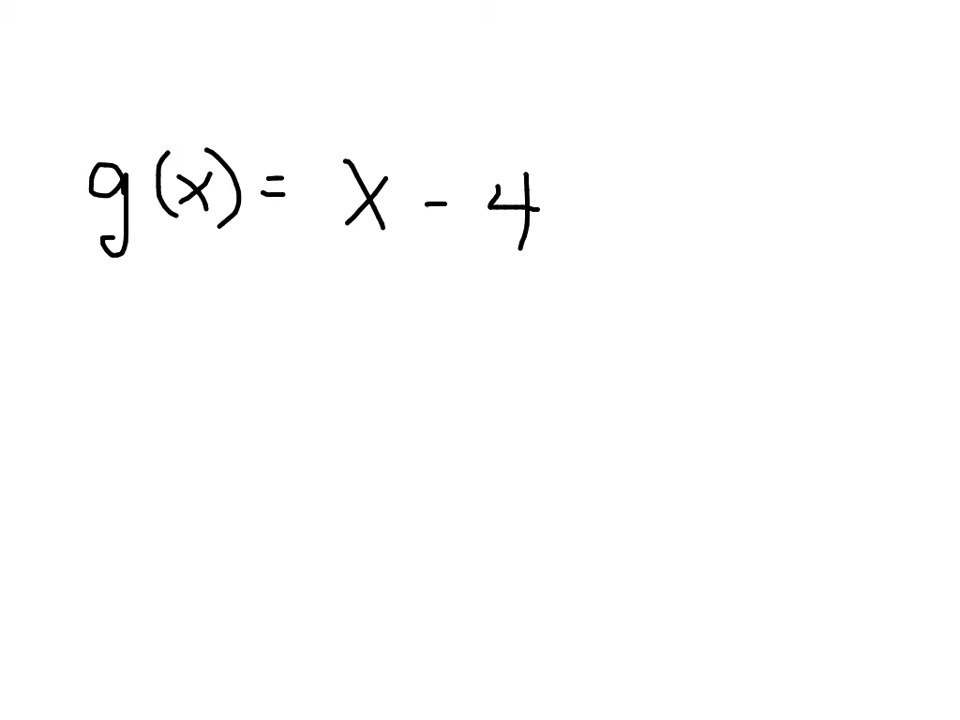 g(x) = x - 4